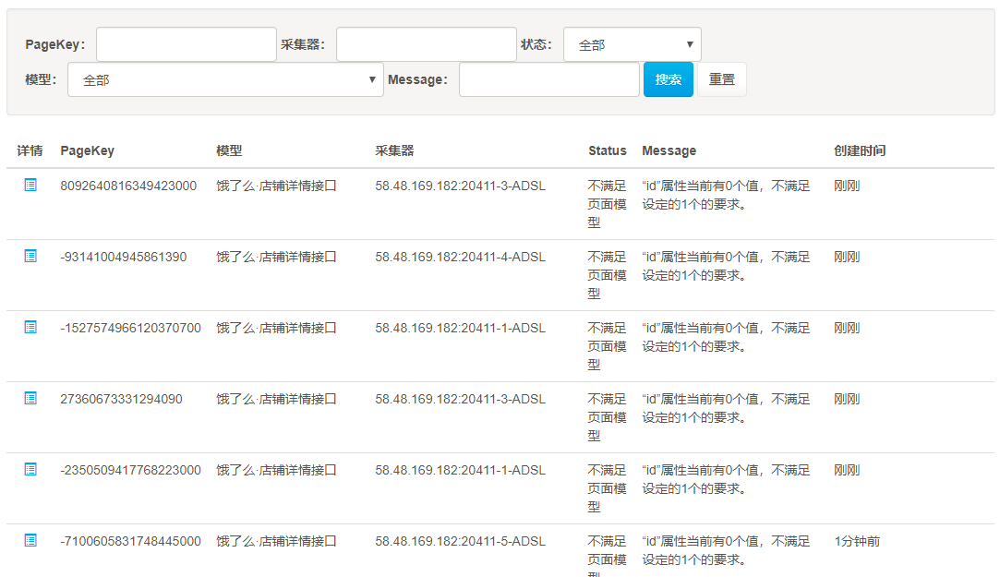 PageKey： 采集器： 状态： 全部
模型： 全部 Message： 搜索 重置
详情 PageKey 模型 采集器 Status Message 创建时间
8092640816349423000 饿了么·店铺详情接口 58.48.169.182:20411-3-ADSL 不满足 “id”属性当前有0个值，不满足 刚刚
页面模 设定的1个的要求。
型
-93141004945861390 饿了么·店铺详情接口 58.48.169.182:20411-4-ADSL 不满足 “id”属性当前有0个值，不满足 刚刚
页面模 设定的1个的要求。
型
-1527574966120370700 饿了么·店铺详情接口 58.48.169.182:20411-1-ADSL 不满足 “id”属性当前有0个值，不满足 刚刚
页面模 设定的1个的要求。
型
27360673331294090 饿了么·店铺详情接口 58.48.169.182:20411-3-ADSL 不满足 “id”属性当前有0个值，不满足 刚刚
页面模 设定的1个的要求。
型
-2350509417768223000 饿了么·店铺详情接口 58.48.169.182:20411-1-ADSL 不满足 “id”属性当前有0个值，不满足 刚刚
页面模 设定的1个的要求。
型
-7100605831748445000 饿了么·店铺详情接口 58.48.169.182:20411-5-ADSL 不满足 “id”属性当前有0个值，不满足 1分钟前
页面模 设定的1个的要求。